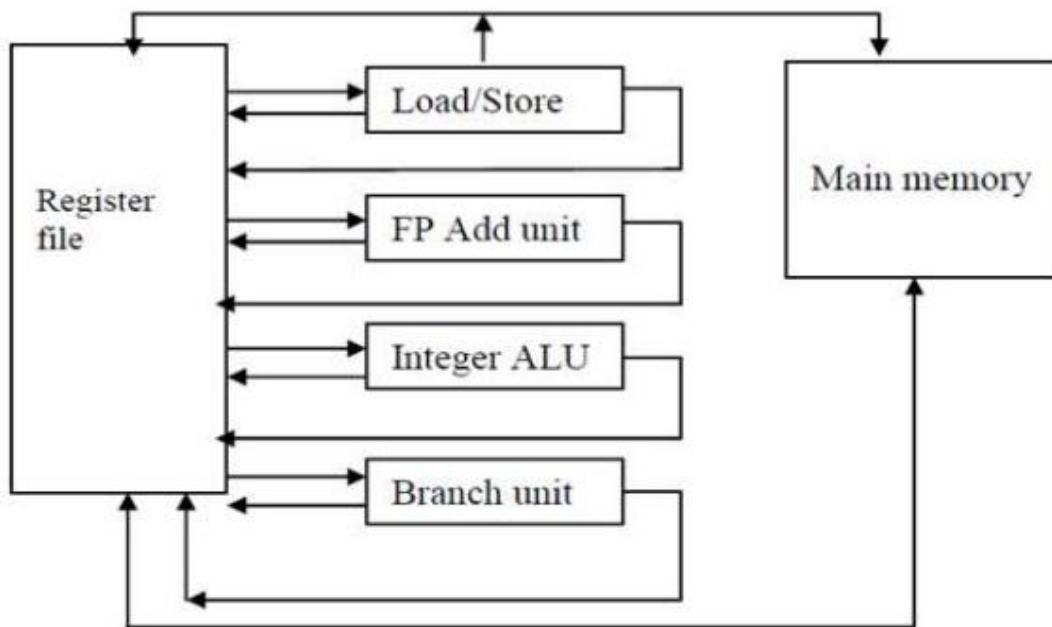 Load/Store
Main memory
Register
file
FP Add unit
Integer ALU
Branch unit